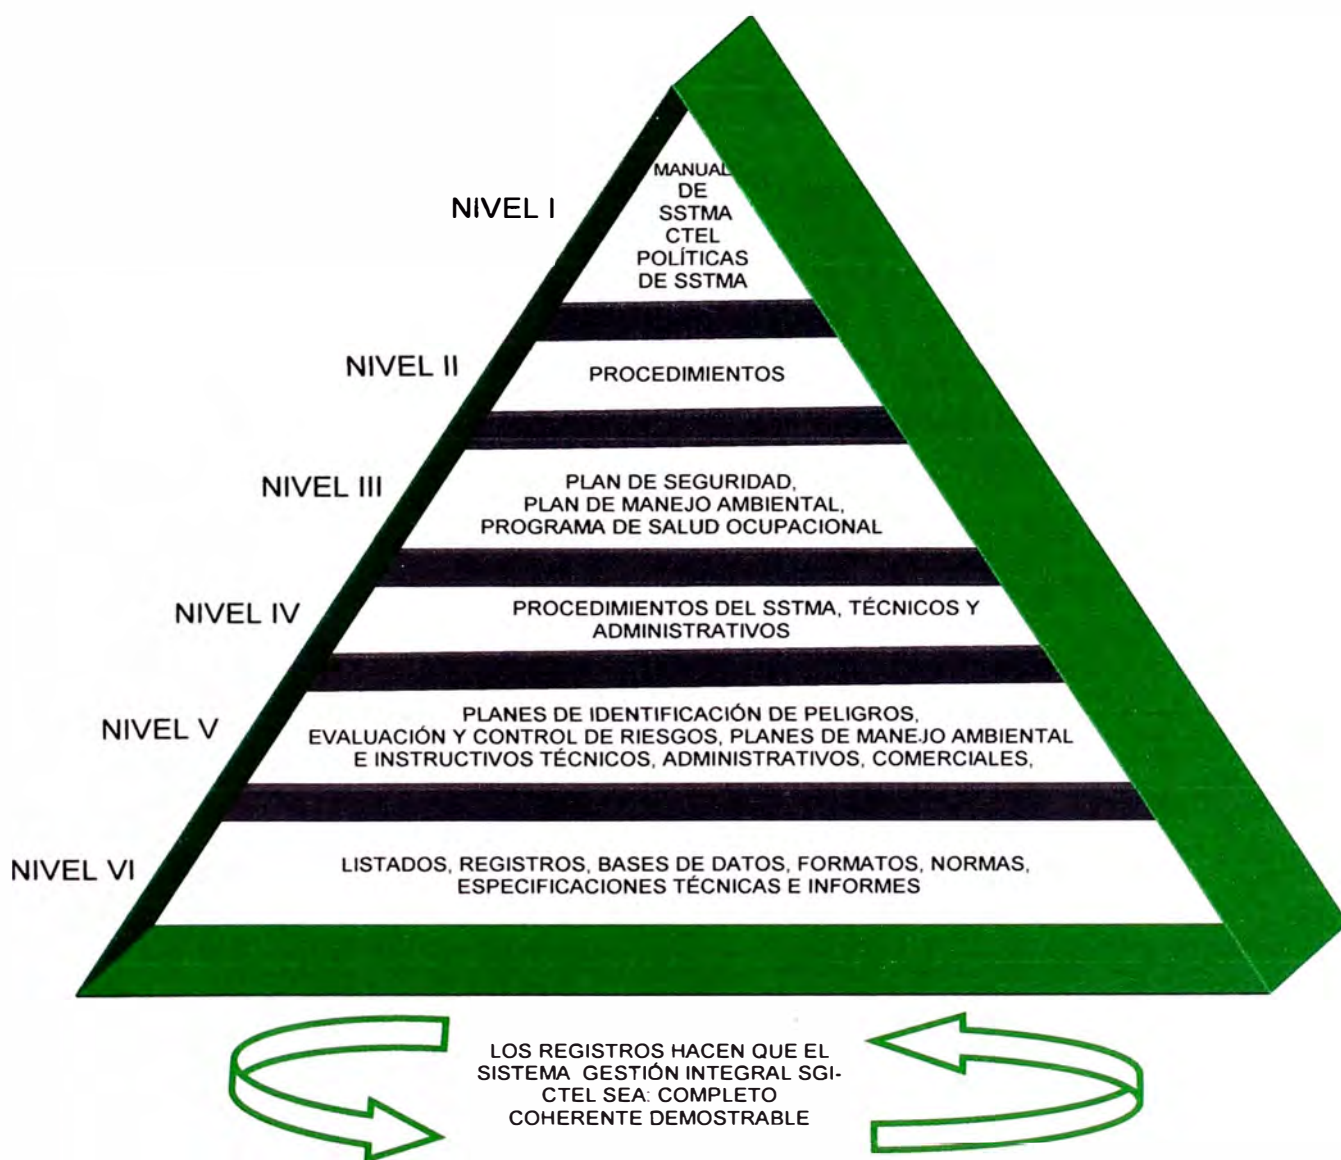 NIVEL I
MANUAL
DE
SSTMA
CTEL
POLÍTICAS
DE SSTMA
NIVEL II
PROCEDIMIENTOS
NIVEL III
PLAN DE SEGURIDAD,
PLAN DE MANEJO AMBIENTAL,
PROGRAMA DE SALUD OCUPACIONAL
NIVEL IV
PROCEDIMIENTOS DEL SSTMA, TÉCNICOS Y
ADMINISTRATIVOS
NIVEL V
PLANES DE IDENTIFICACIÓN DE PELIGROS,
EVALUACIÓN Y CONTROL DE RIESGOS, PLANES DE MANEJO AMBIENTAL
E INSTRUCTIVOS TÉCNICOS, ADMINISTRATIVOS, COMERCIALES,
NIVEL VI
LISTADOS, REGISTROS, BASES DE DATOS, FORMATOS, NORMAS,
ESPECIFICACIONES TÉCNICAS E INFORMES
LOS REGISTROS HACEN QUE EL
SISTEMA GESTIÓN INTEGRAL SGI-
CTEL SEA: COMPLETO
COHERENTE DEMOSTRABLE